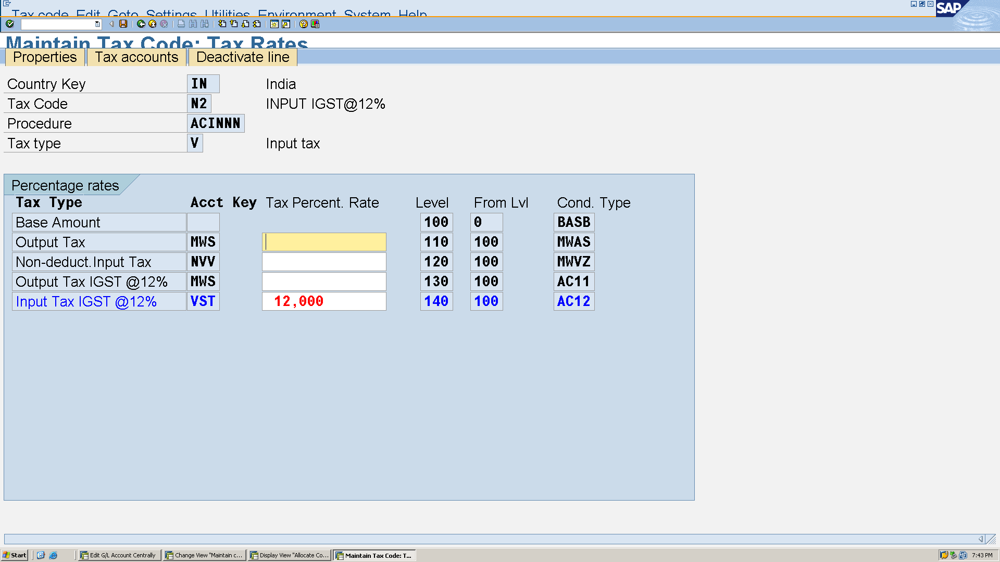 Tax code Edit Goto Settings Utilities Environment System Help
SAP
Maintain Tax Code: Tax Rates
Properties Tax accounts Deactivate line
Country Key IN India
Tax Code N2 INPUT IGST@12%
Procedure ACINNN
Tax type V Input tax
Percentage rates
Tax Type Acct Key Tax Percent. Rate Level From Lvl Cond. Type
Base Amount 100 0 BASB
Output Tax MWS 110 100 MWAS
Non-deduct.Input Tax NVV 120 100 MWVZ
Output Tax IGST @12% MWS 130 100 AC11
Input Tax IGST @12% VST 12,000 140 100 AC12
Start Edit G/L Account Centrally Change View "Maintain c... Display View "Allocate Co... Maintain Tax Code: T... 7:43 PM